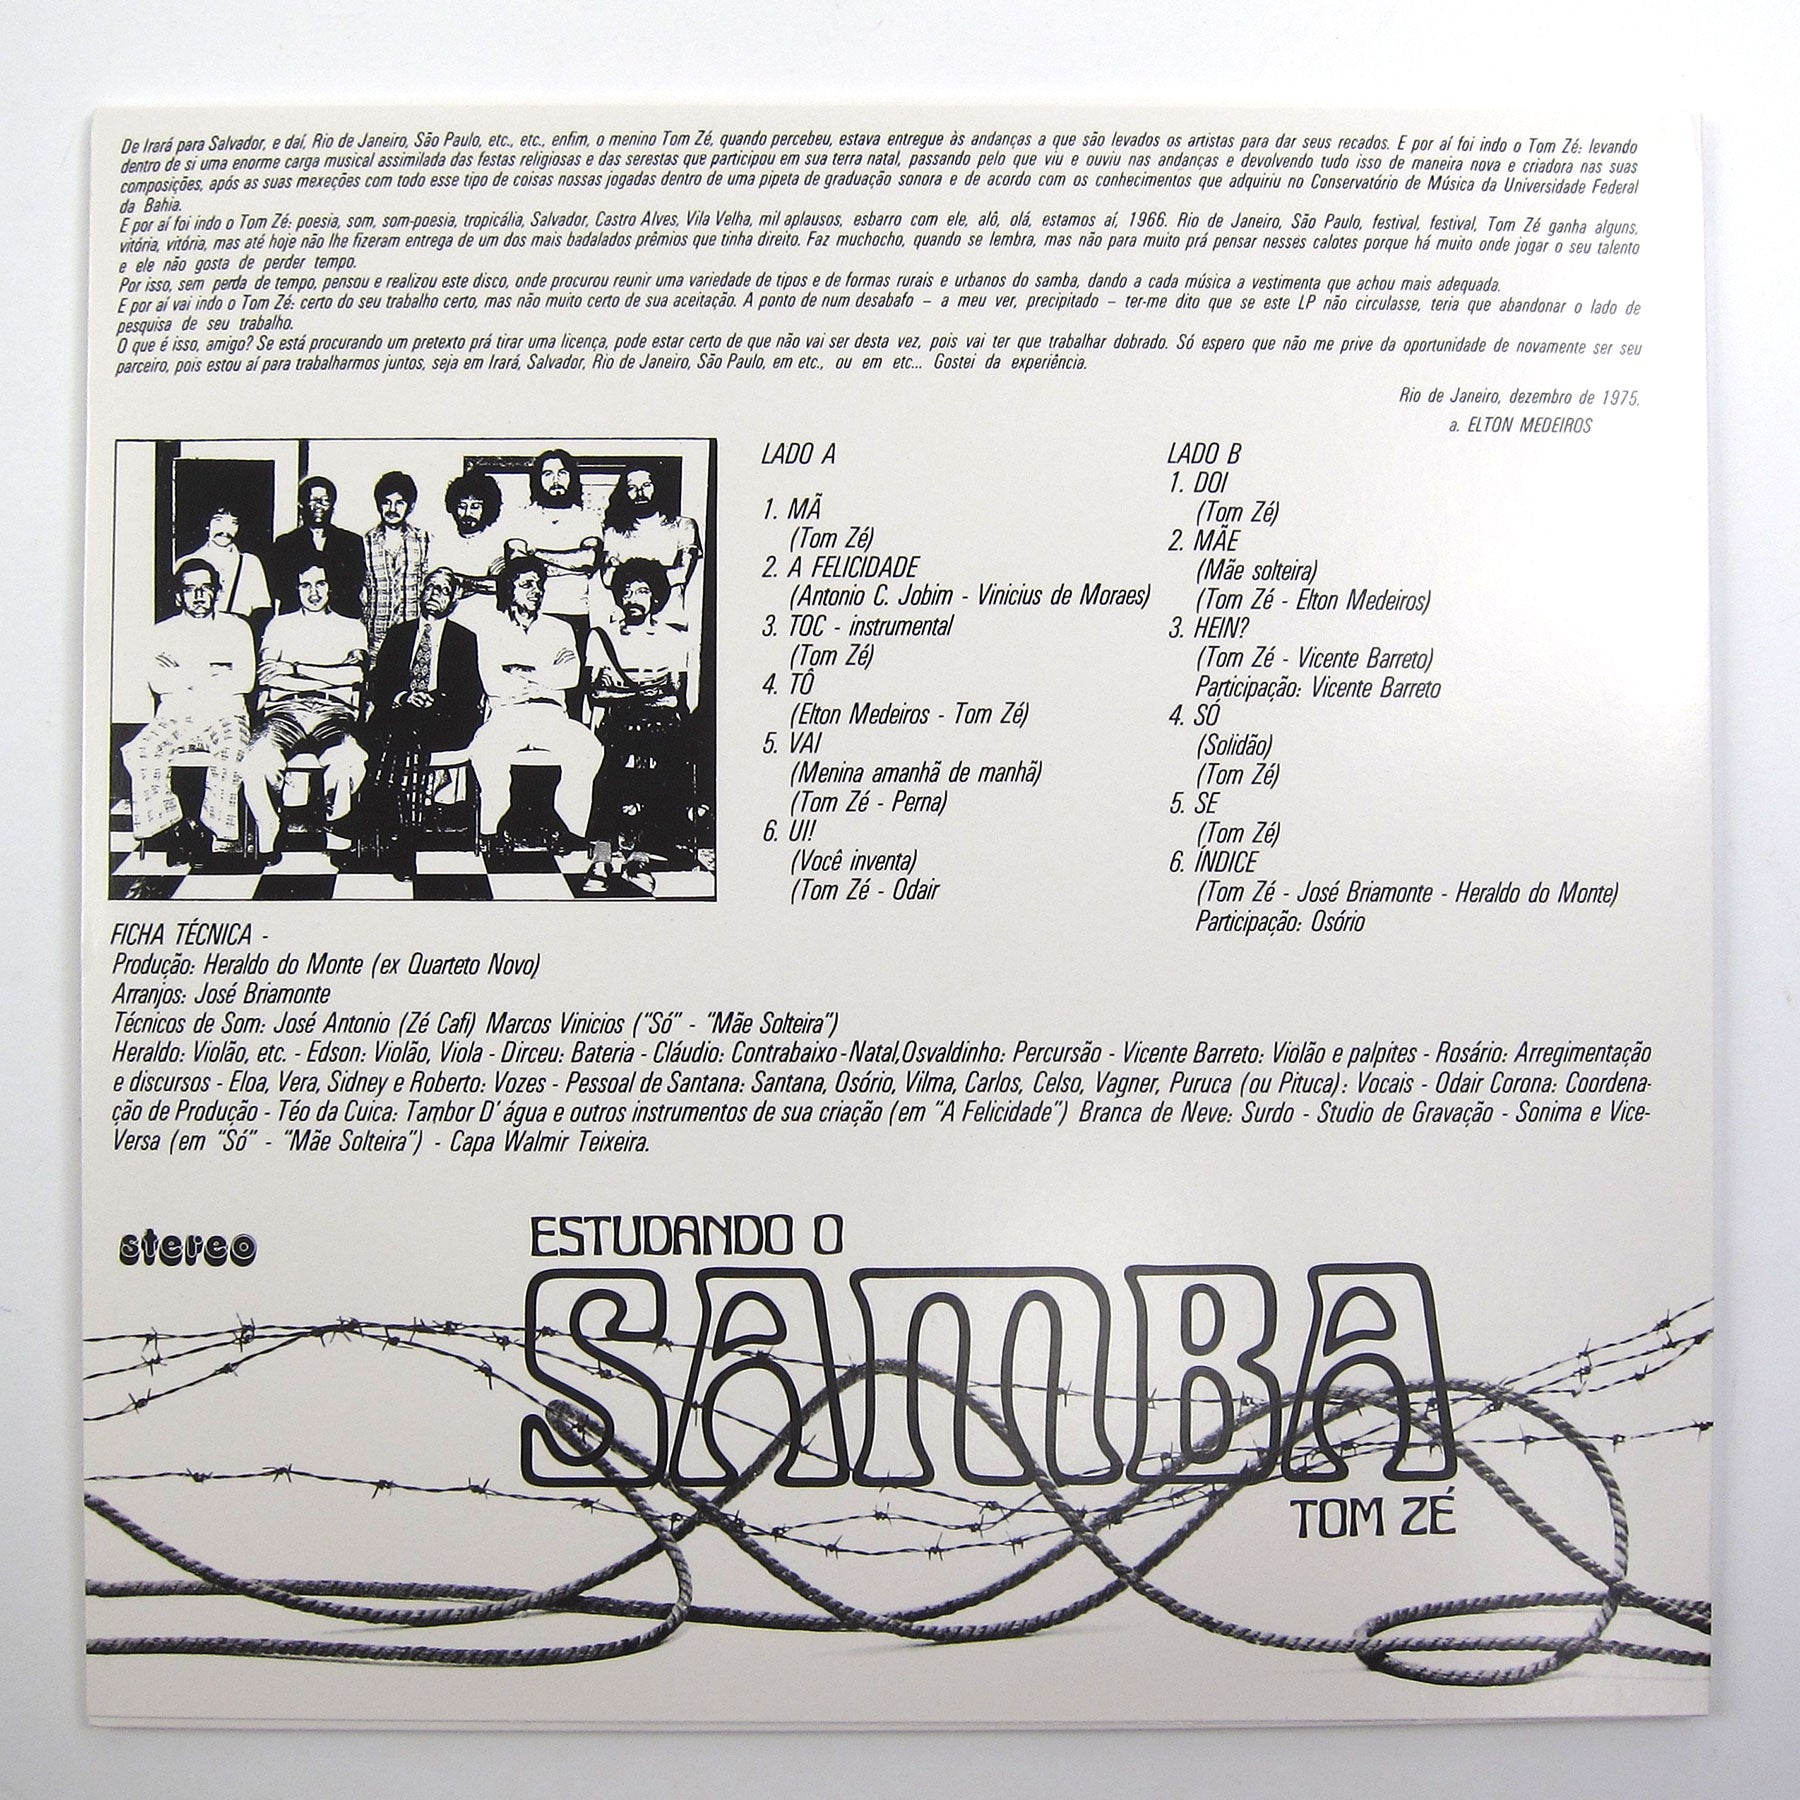 De Irará para Salvador, e daí, Rio de Janeiro, São Paulo, etc., etc., enfim, o menino Tom Zé, quando percebeu, estava entregue às andanças a que são levados os artistas para dar seus recados. E por aí foi indo o Tom Zé: levando
dentro de si uma enorme carga musical assimilada das festas religiosas e das serestas que participou em sua terra natal, passando pelo que viu e ouviu nas andanças e devolvendo tudo isso de maneira nova e criadora nas suas
composições, após as suas mexeções com todo esse tipo de coisas nossas jogadas dentro de uma pipeta de graduação sonora e de acordo com os conhecimentos que adquiriu no Conservatório de Música da Universidade Federal
da Bahia.
E por aí foi indo o Tom Zé: poesia, som, som-poesia, tropicália, Salvador, Castro Alves, Vila Velha, mil aplausos, esbarro com ele, alô, olá, estamos aí, 1966. Rio de Janeiro, São Paulo, festival, festival, Tom Zé ganha alguns,
vitória, vitória, mas até hoje não lhe fizeram entrega de um dos mais badalados prêmios que tinha direito. Faz muchocho, quando se lembra, mas não para muito prá pensar nesses calotes porque há muito onde jogar o seu talento
e ele não gosta de perder tempo.
Por isso, sem perda de tempo, pensou e realizou este disco, onde procurou reunir uma variedade de tipos e de formas rurais e urbanos do samba, dando a cada música a vestimenta que achou mais adequada.
E por aí vai indo o Tom Zé: certo do seu trabalho certo, mas não muito certo de sua aceitação. A ponto de num desabafo – a meu ver, precipitado – ter-me dito que se este LP não circulasse, teria que abandonar o lado de
pesquisa de seu trabalho.
O que é isso, amigo? Se está procurando um pretexto prá tirar uma licença, pode estar certo de que não vai ser desta vez, pois vai ter que trabalhar dobrado. Só espero que não me prive da oportunidade de novamente ser seu
parceiro, pois estou aí para trabalharmos juntos, seja em Irará, Salvador, Rio de Janeiro, São Paulo, em etc., ou em etc... Gostei da experiência.
Rio de Janeiro, dezembro de 1975.
a. ELTON MEDEIROS
LADO A
1. MÃ
(Tom Zé)
2. A FELICIDADE
(Antonio C. Jobim - Vinicius de Moraes)
3. TOC - instrumental
(Tom Zé)
4. TÔ
(Elton Medeiros - Tom Zé)
5. VAI
(Menina amanhã de manhã)
(Tom Zé - Perna)
6. UI!
(Você inventa)
(Tom Zé - Odair
LADO B
1. DOI
(Tom Zé)
2. MÃE
(Mãe solteira)
(Tom Zé - Elton Medeiros)
3. HEIN?
(Tom Zé - Vicente Barreto)
Participação: Vicente Barreto
4. SÓ
(Solidão)
(Tom Zé)
5. SE
(Tom Zé)
6. ÍNDICE
(Tom Zé - José Briamonte - Heraldo do Monte)
Participação: Osório
FICHA TÉCNICA -
Produção: Heraldo do Monte (ex Quarteto Novo)
Arranjos: José Briamonte
Técnicos de Som: José Antonio (Zé Cafi) Marcos Vinicios ("Só" - "Mãe Solteira")
Heraldo: Violão, etc. - Edson: Violão, Viola - Dirceu: Bateria - Cláudio: Contrabaixo - Natal,Osvaldinho: Percursão - Vicente Barreto: Violão e palpites - Rosário: Arregimentação
e discursos - Eloa, Vera, Sidney e Roberto: Vozes - Pessoal de Santana: Santana, Osório, Vilma, Carlos, Celso, Vagner, Puruca (ou Pituca): Vocais - Odair Corona: Coordena-
ção de Produção - Téo da Cuica: Tambor D' água e outros instrumentos de sua criação (em "A Felicidade") Branca de Neve: Surdo - Studio de Gravação - Sonima e Vice-
Versa (em "Só" - "Mãe Solteira") - Capa Walmir Teixeira.
stereo
ESTUDANDO O
SAMBA
TOM ZÉ